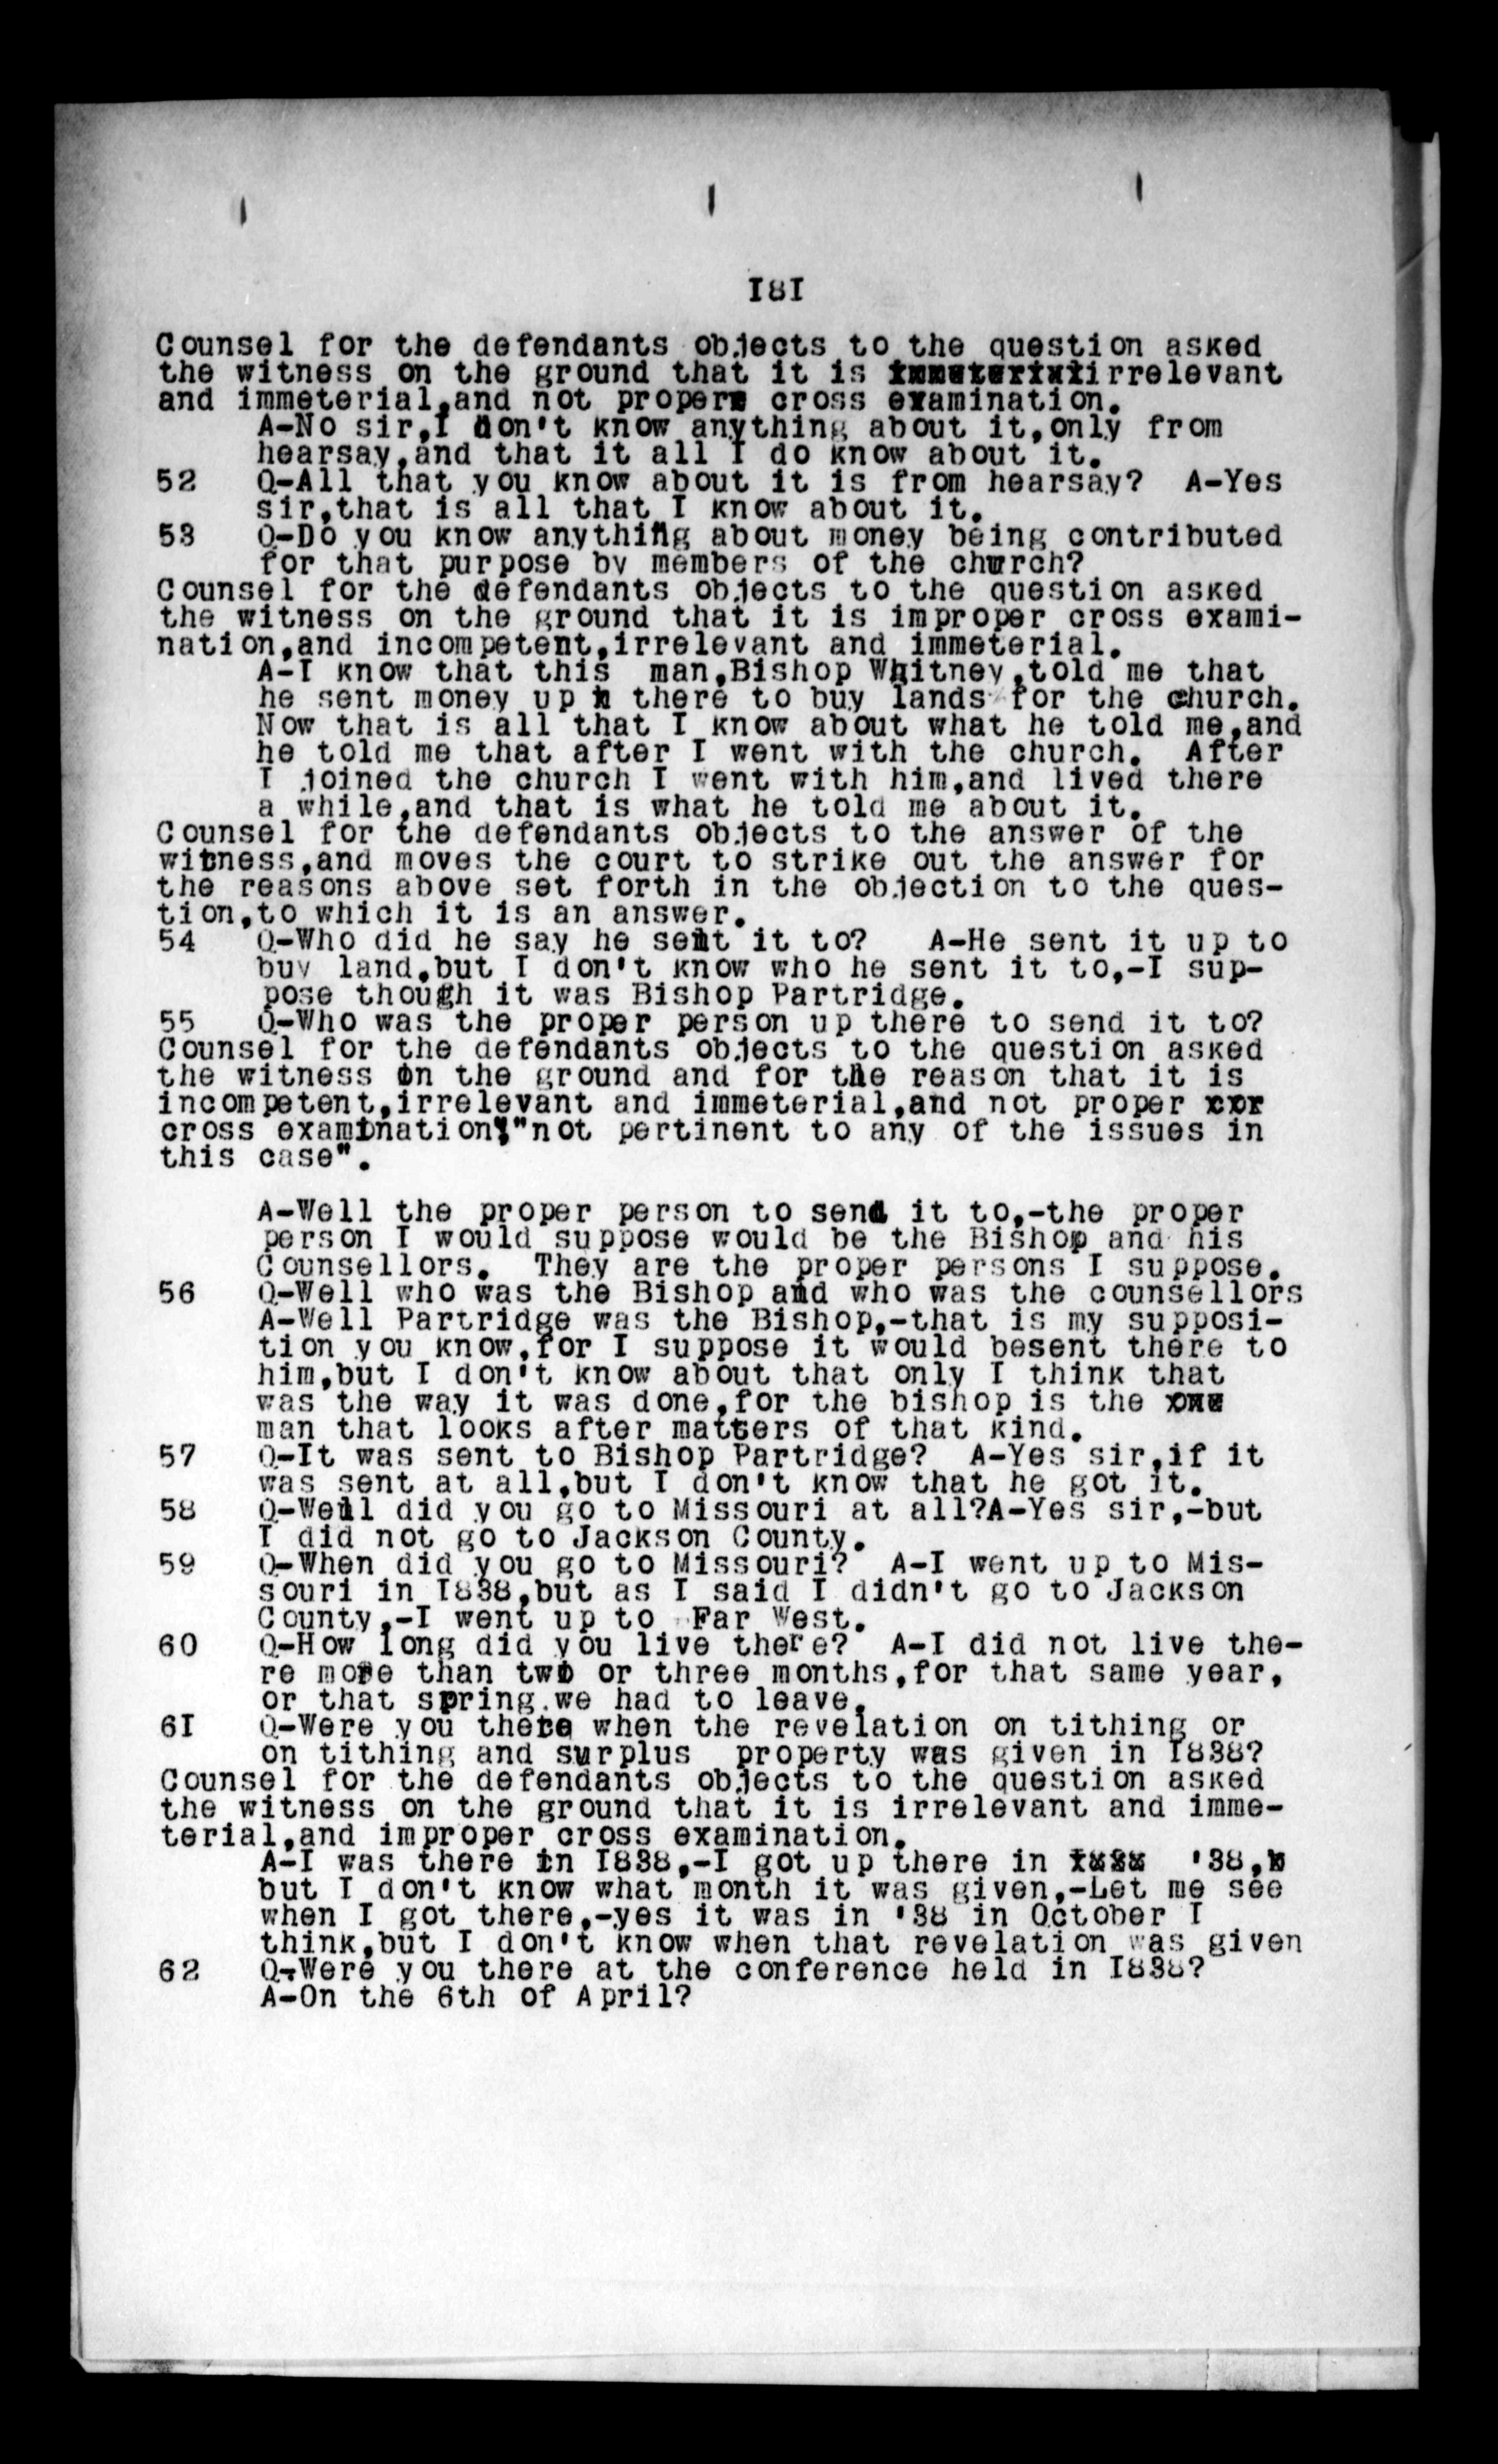 181
Counsel for the defendants objects to the question asked
the witness on the ground that it is irrelevant
and immeterial,and not proper cross examination.
A-No sir,I don't know anything about it,only from
hearsay,and that it all I do know about it.
52 Q-All that you know about it is from hearsay? A-Yes
sir,that is all that I know about it.
53 Q-Do you know anything about money being contributed
for that purpose by members of the church?
Counsel for the defendants objects to the question asked
the witness on the ground that it is improper cross exami-
nation,and incompetent,irrelevant and immeterial.
A-I know that this man,Bishop Whitney,told me that
he sent money up there to buy lands for the church.
Now that is all that I know about what he told me,and
he told me that after I went with the church. After
I joined the church I went with him,and lived there
a while,and that is what he told me about it.
Counsel for the defendants objects to the answer of the
witness,and moves the court to strike out the answer for
the reasons above set forth in the objection to the ques-
tion,to which it is an answer.
54 Q-Who did he say he sent it to? A-He sent it up to
buy land,but I don't know who he sent it to,-I sup-
pose though it was Bishop Partridge.
55 Q-Who was the proper person up there to send it to?
Counsel for the defendants objects to the question asked
the witness on the ground and for the reason that it is
incompetent,irrelevant and immeterial,and not proper
cross examination;"not pertinent to any of the issues in
this case".
A-Well the proper person to send it to,-the proper
person I would suppose would be the Bishop and his
Counsellors. They are the proper persons I suppose.
56 Q-Well who was the Bishop and who was the counsellors
A-Well Partridge was the Bishop,-that is my supposi-
tion you know,for I suppose it would besent there to
him,but I don't know about that only I think that
was the way it was done,for the bishop is the
man that looks after matters of that kind.
57 Q-It was sent to Bishop Partridge? A-Yes sir,if it
was sent at all,but I don't know that he got it.
58 Q-Well did you go to Missouri at all?A-Yes sir,-but
I did not go to Jackson County.
59 Q-When did you go to Missouri? A-I went up to Mis-
souri in 1838,but as I said I didn't go to Jackson
County,-I went up to Far West.
60 Q-How long did you live there? A-I did not live the-
re more than two or three months,for that same year,
or that spring.we had to leave.
61 Q-Were you there when the revelation on tithing or
on tithing and surplus property was given in 1838?
Counsel for the defendants objects to the question asked
the witness on the ground that it is irrelevant and imme-
terial,and improper cross examination.
A-I was there in 1838,-I got up there in '38,
but I don't know what month it was given,-Let me see
when I got there,-yes it was in '38 in October I
think,but I don't know when that revelation was given
62 Q-Were you there at the conference held in 1838?
A-On the 6th of April?